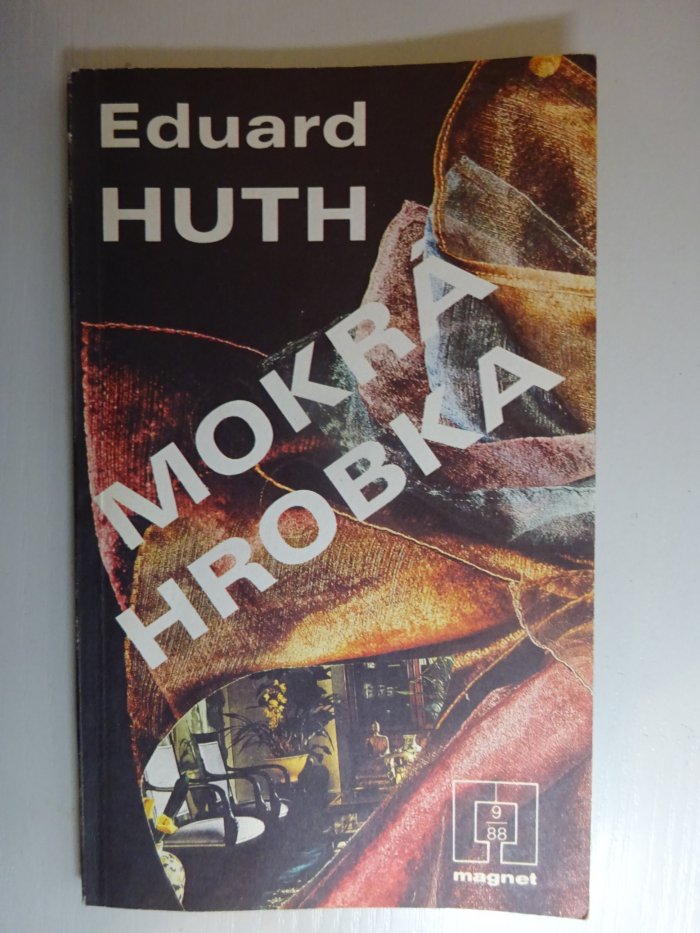 Eduard
HUTH
MOKRÁ
HROBKA
9
88
magnet